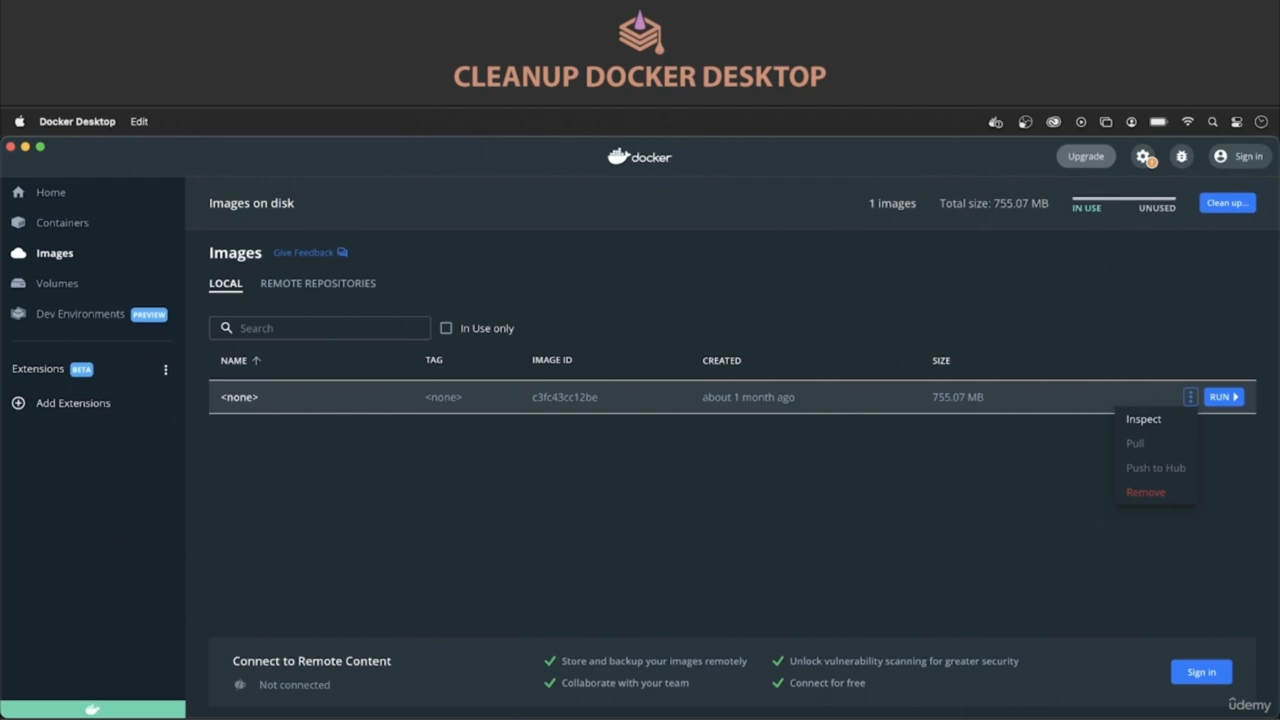 CLEANUP DOCKER DESKTOP
Docker Desktop Edit
docker
Upgrade
Sign in
Home
Containers
Images
Volumes
Dev Environments PREVIEW
Extensions BETA
Add Extensions
Images on disk
1 images Total size: 755.07 MB
IN USE UNUSED
Clean up...
Images Give Feedback
LOCAL REMOTE REPOSITORIES
Search
In Use only
NAME TAG IMAGE ID CREATED SIZE
<none> <none> c3fc43cc12be about 1 month ago 755.07 MB RUN
Inspect
Pull
Push to Hub
Remove
Connect to Remote Content
Not connected
Store and backup your images remotely
Collaborate with your team
Unlock vulnerability scanning for greater security
Connect for free
Sign in
ûdemy